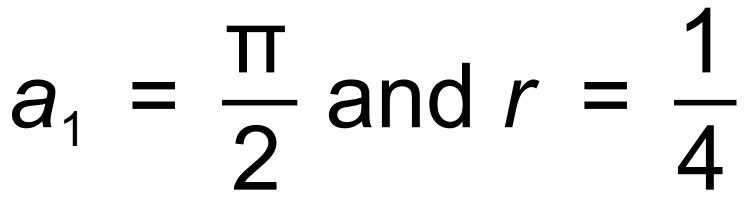 a₁ = π/2 and r = 1/4